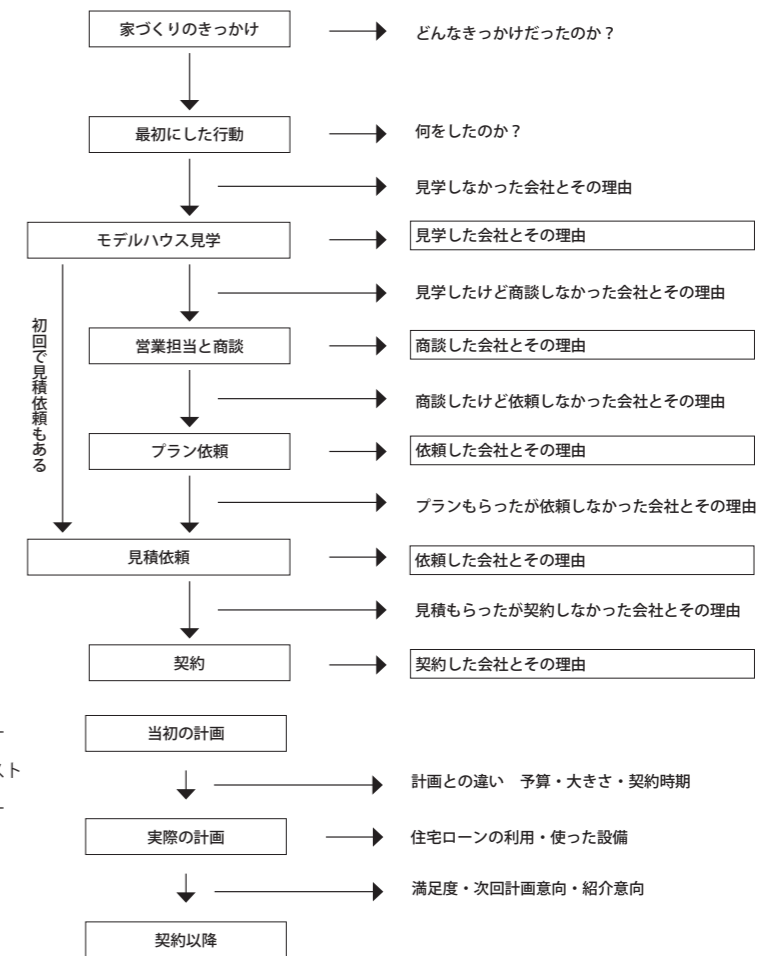 家づくりのきっかけ
どんなきっかけだったのか？
最初にした行動
何をしたのか？
見学しなかった会社とその理由
モデルハウス見学
見学した会社とその理由
見学したけど商談しなかった会社とその理由
初回で見積依頼もある
営業担当と商談
商談した会社とその理由
商談したけど依頼しなかった会社とその理由
プラン依頼
依頼した会社とその理由
プランもらったが依頼しなかった会社とその理由
見積依頼
依頼した会社とその理由
見積もらったが契約しなかった会社とその理由
契約
契約した会社とその理由
当初の計画
スト
計画との違い　予算・大きさ・契約時期
実際の計画
住宅ローンの利用・使った設備
満足度・次回計画意向・紹介意向
契約以降